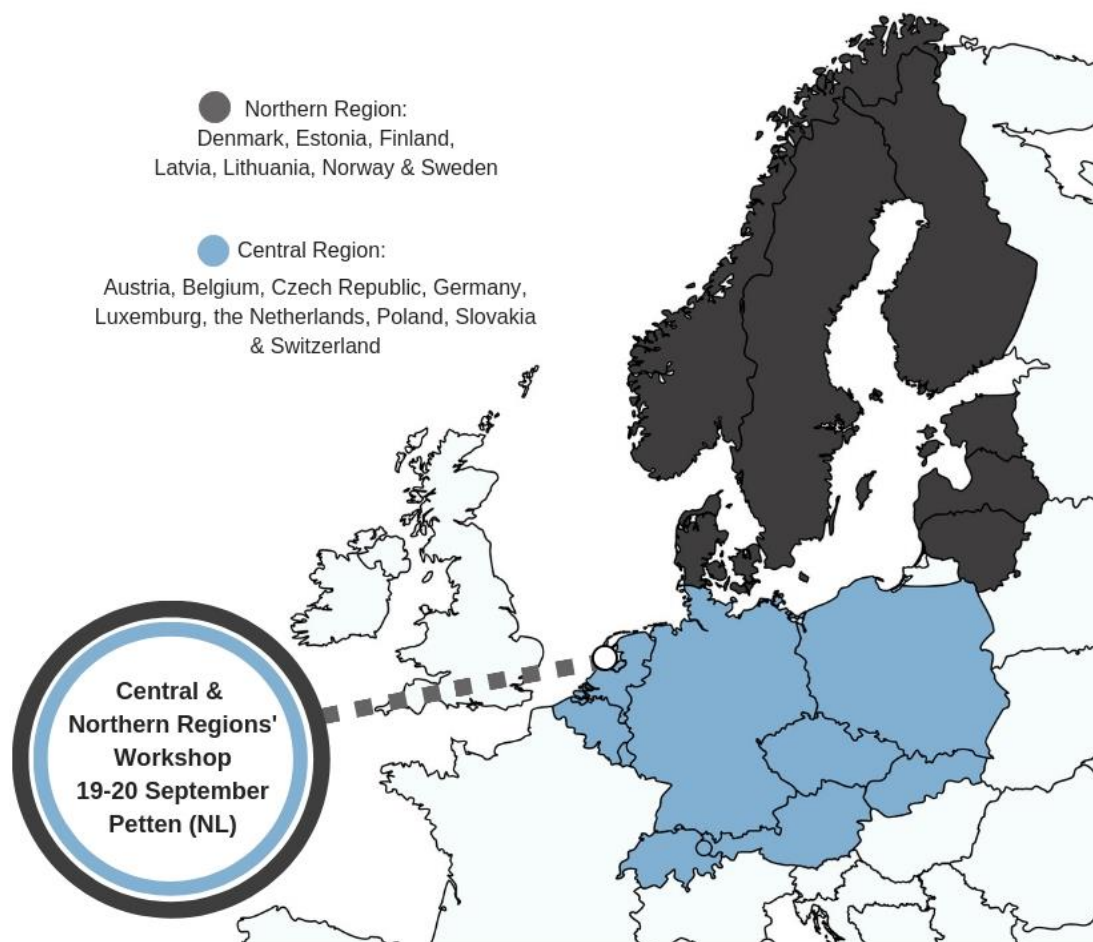 Northern Region:
Denmark, Estonia, Finland,
Latvia, Lithuania, Norway & Sweden
Central Region:
Austria, Belgium, Czech Republic, Germany,
Luxemburg, the Netherlands, Poland, Slovakia
& Switzerland
Central &
Northern Regions'
Workshop
19-20 September
Petten (NL)